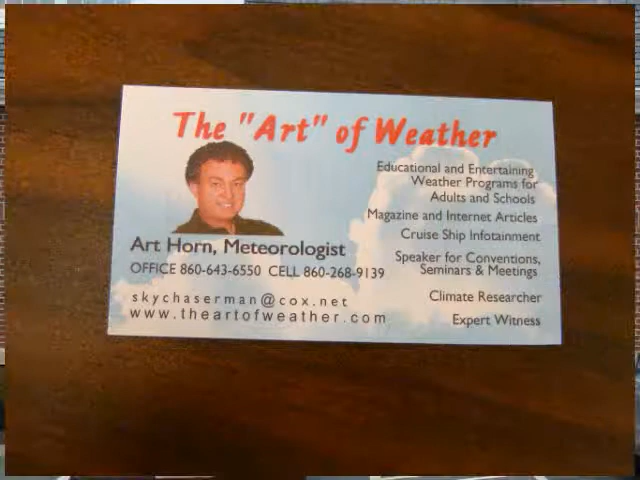 The "Art" of Weather
Educational and Entertaining
Weather Programs for
Adults and Schools
Magazine and Internet Articles
Cruise Ship Infotainment
Speaker for Conventions,
Seminars & Meetings
Climate Researcher
Expert Witness
Art Horn, Meteorologist
OFFICE 860-643-6550 CELL 860-268-9139
skychaserman@cox.net
www.theartofweather.com